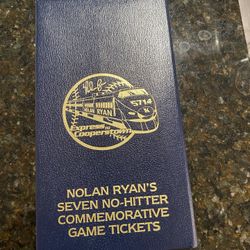 5714
NOLAN RYAN
Express to Cooperstown
NOLAN RYAN'S
SEVEN NO-HITTER
COMMEMORATIVE
GAME TICKETS